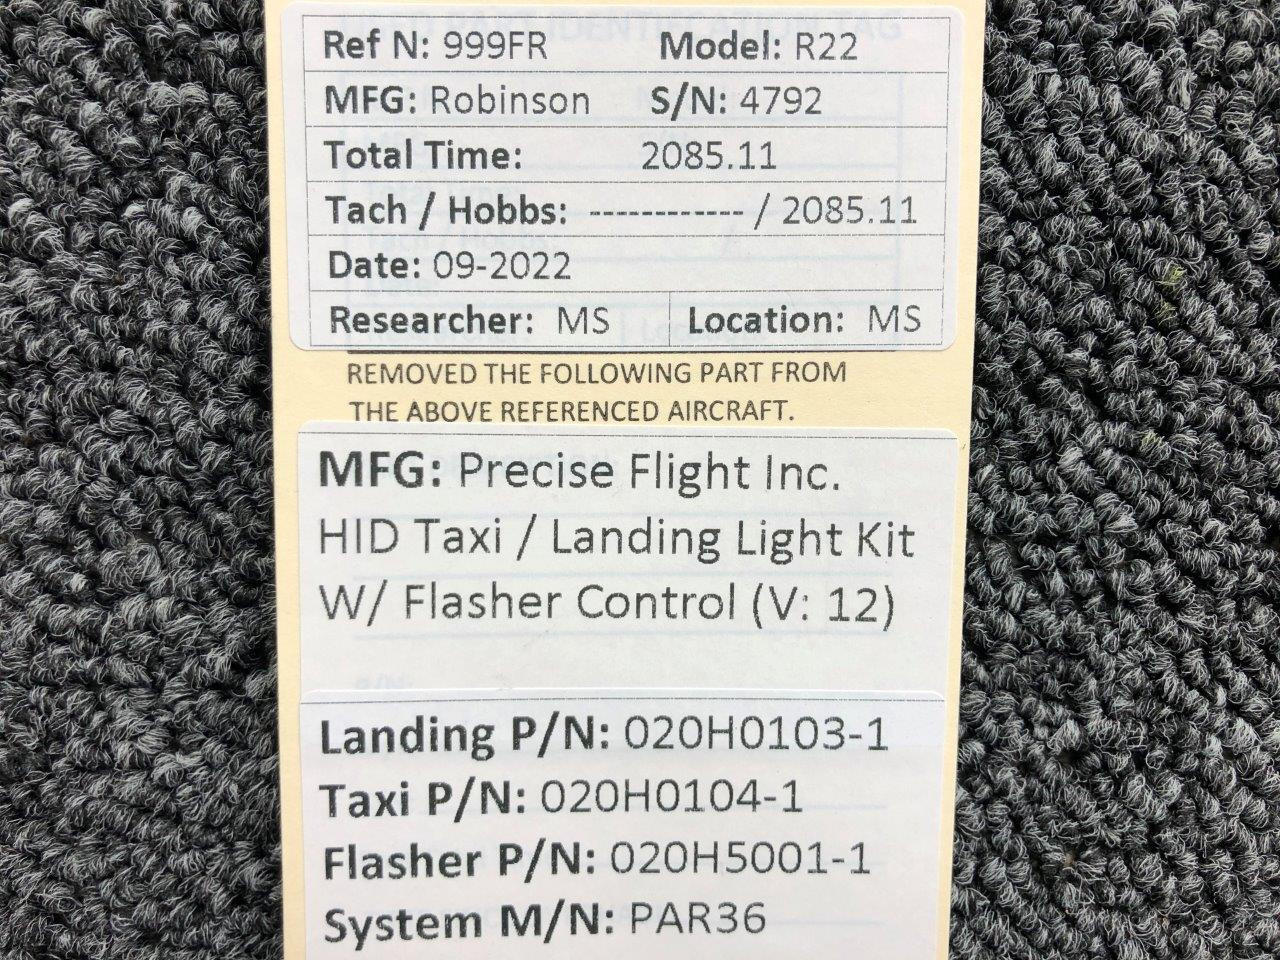 Ref N: 999FR Model: R22
MFG: Robinson S/N: 4792
Total Time: 2085.11
Tach / Hobbs: ------------ / 2085.11
Date: 09-2022
Researcher: MS Location: MS
REMOVED THE FOLLOWING PART FROM
THE ABOVE REFERENCED AIRCRAFT.
MFG: Precise Flight Inc.
HID Taxi / Landing Light Kit
W/ Flasher Control (V: 12)
Landing P/N: 020H0103-1
Taxi P/N: 020H0104-1
Flasher P/N: 020H5001-1
System M/N: PAR36